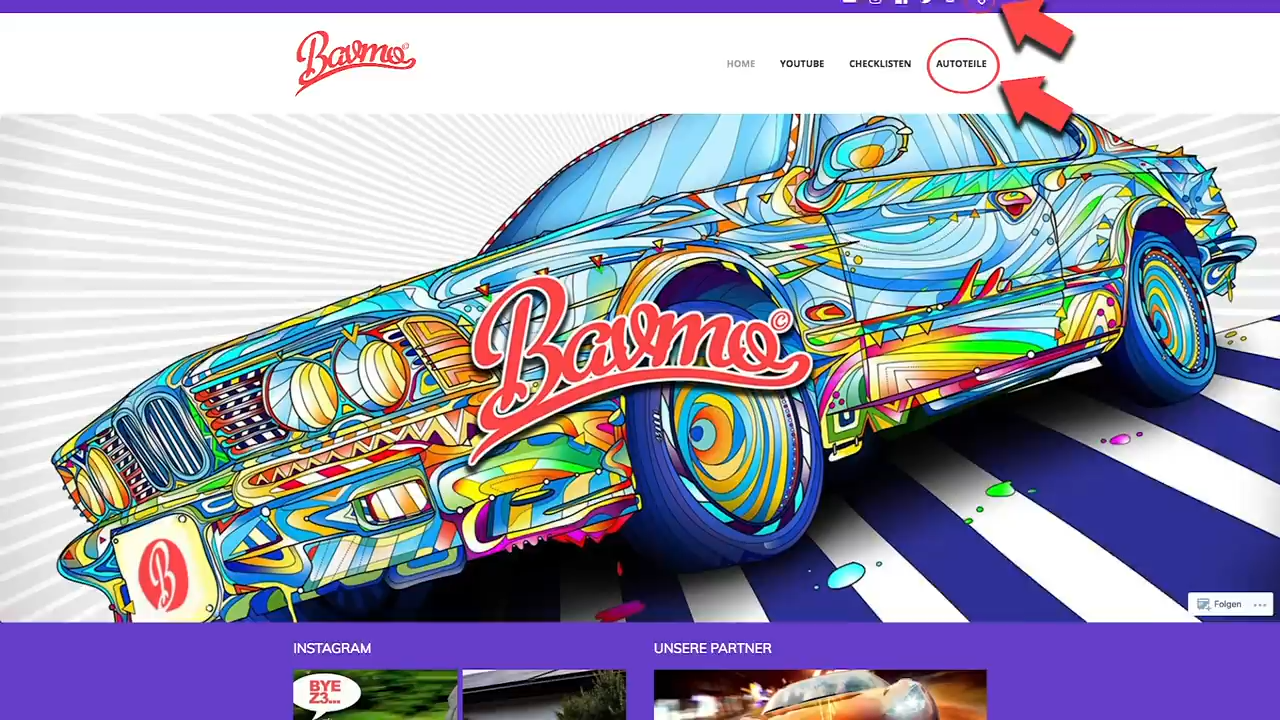 Bavmo©
HOME YOUTUBE CHECKLISTEN AUTOTEILE
Bavmo©
B
Folgen
INSTAGRAM UNSERE PARTNER
BYE
Z3...